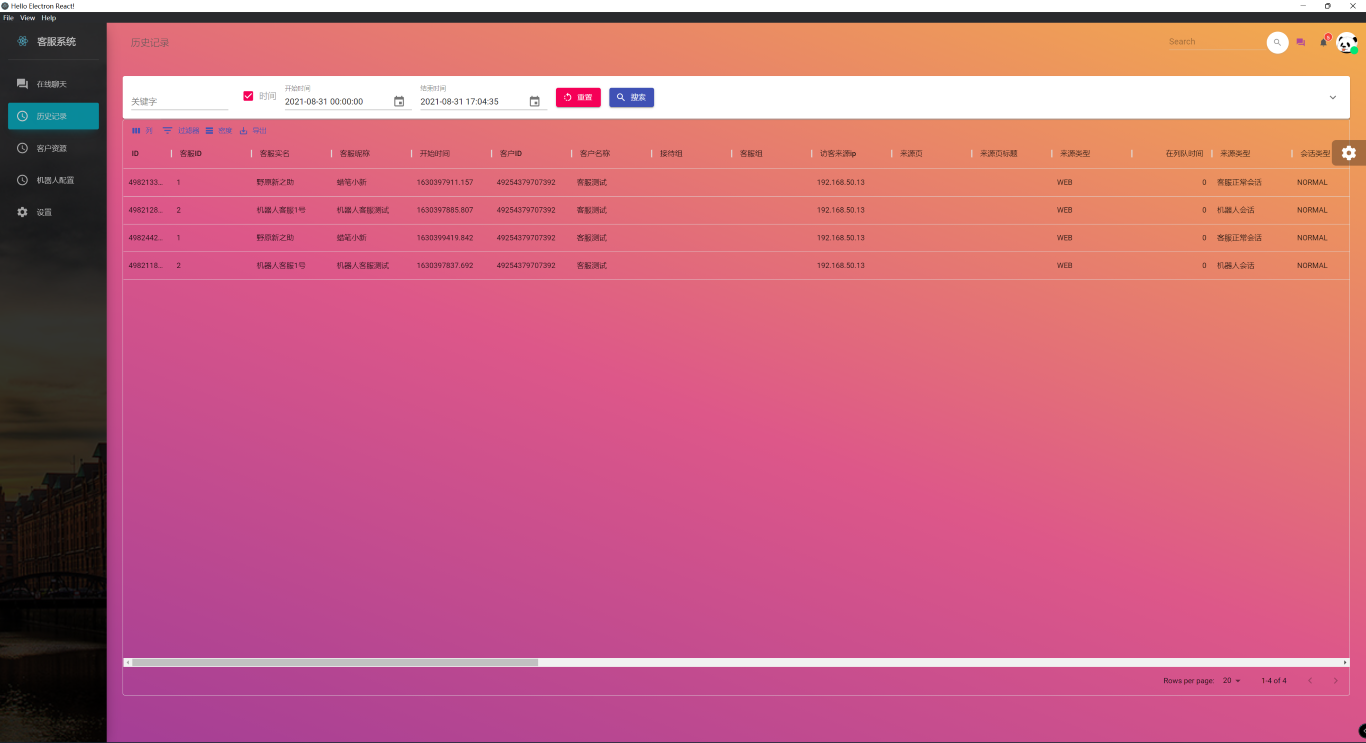 Hello Electron React!
File View Help
客服系统
在线聊天
历史记录
客户资源
机器人配置
设置
历史记录
Search
关键字
时间
开始时间
2021-08-31 00:00:00
结束时间
2021-08-31 17:04:35
重置
搜索
列 过滤器 密度 导出
ID 客服ID 客服实名 客服昵称 开始时间 客户ID 客户名称 接待组 客服组 访客来源ip 来源页 来源页标题 来源类型 在列队时间 来源类型 会话类型
4982133... 1 野原新之助 蜡笔小新 1630397911.157 49254379707392 客服测试 192.168.50.13 WEB 0 客服正常会话 NORMAL
4982128... 2 机器人客服1号 机器人客服测试 1630397885.807 49254379707392 客服测试 192.168.50.13 WEB 0 机器人会话 NORMAL
4982442... 1 野原新之助 蜡笔小新 1630399419.842 49254379707392 客服测试 192.168.50.13 WEB 0 客服正常会话 NORMAL
4982118... 2 机器人客服1号 机器人客服测试 1630397837.692 49254379707392 客服测试 192.168.50.13 WEB 0 机器人会话 NORMAL
Rows per page: 20 1-4 of 4